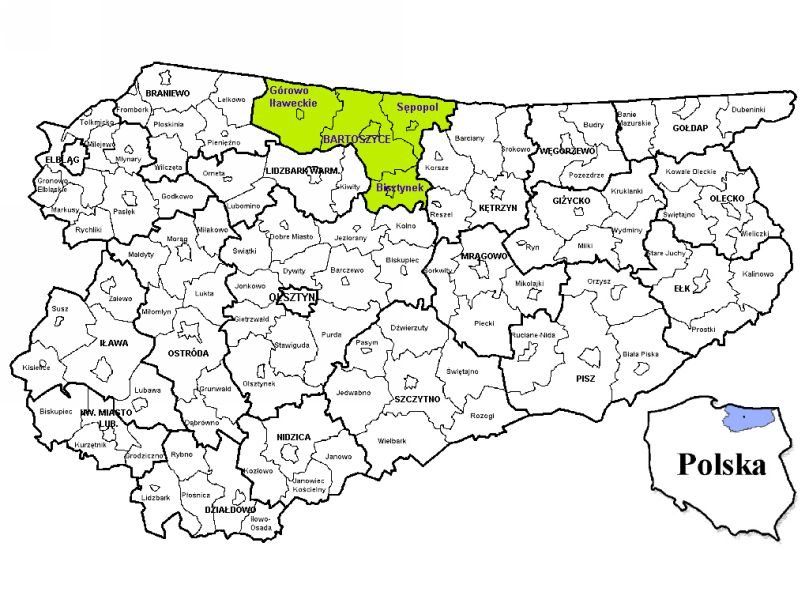 BRANIEWO
Lelkowo
Górowo
Iławeckie
Sępopol
Frombork
Płoskinia
Tolkmicko
Pieniężno
BARTOSZYCE
Milejewo
Młynary
Wilczęta
ELBLĄG
Gronowo
Elbląskie
Markusy
Pasłęk
Godkowo
Rychliki
Orneta
Lubomino
LIDZBARK WARM.
Kiwity
Bisztynek
Barciany
Srokowo
Korsze
Reszel
KĘTRZYN
WĘGORZEWO
Budry
Pozezdrze
Banie
Mazurskie
GOŁDAP
Dubeninki
Kowale Oleckie
OLECKO
Świętajno
Wieliczki
GIŻYCKO
Kruklanki
Wydminy
Miłki
Ryn
Stare Juchy
EŁK
Kalinowo
Prostki
Małdyty
Morąg
Miłakowo
Łukta
Miłomłyn
OSTRÓDA
Grunwald
Dąbrówno
Świątki
Dobre Miasto
Jeziorany
Kolno
Dywity
Barczewo
Biskupiec
Jonkowo
OLSZTYN
Gietrzwałd
Stawiguda
Purda
Olsztynek
MRĄGOWO
Sorkwity
Mikołajki
Piecki
Orzysz
Ruciane-Nida
PISZ
Biała Piska
Susz
Zalewo
IŁAWA
Kisielice
Lubawa
Biskupiec
NW. MIASTO
LUB.
Kurzętnik
Grodziczno
Dźwierzuty
Pasym
Jedwabno
SZCZYTNO
Świętajno
Rozogi
Wielbark
NIDZICA
Kozłowo
Janowo
Janowiec
Kościelny
Rybno
Lidzbark
Płośnica
DZIAŁDOWO
Iłowo-
Osada
Polska